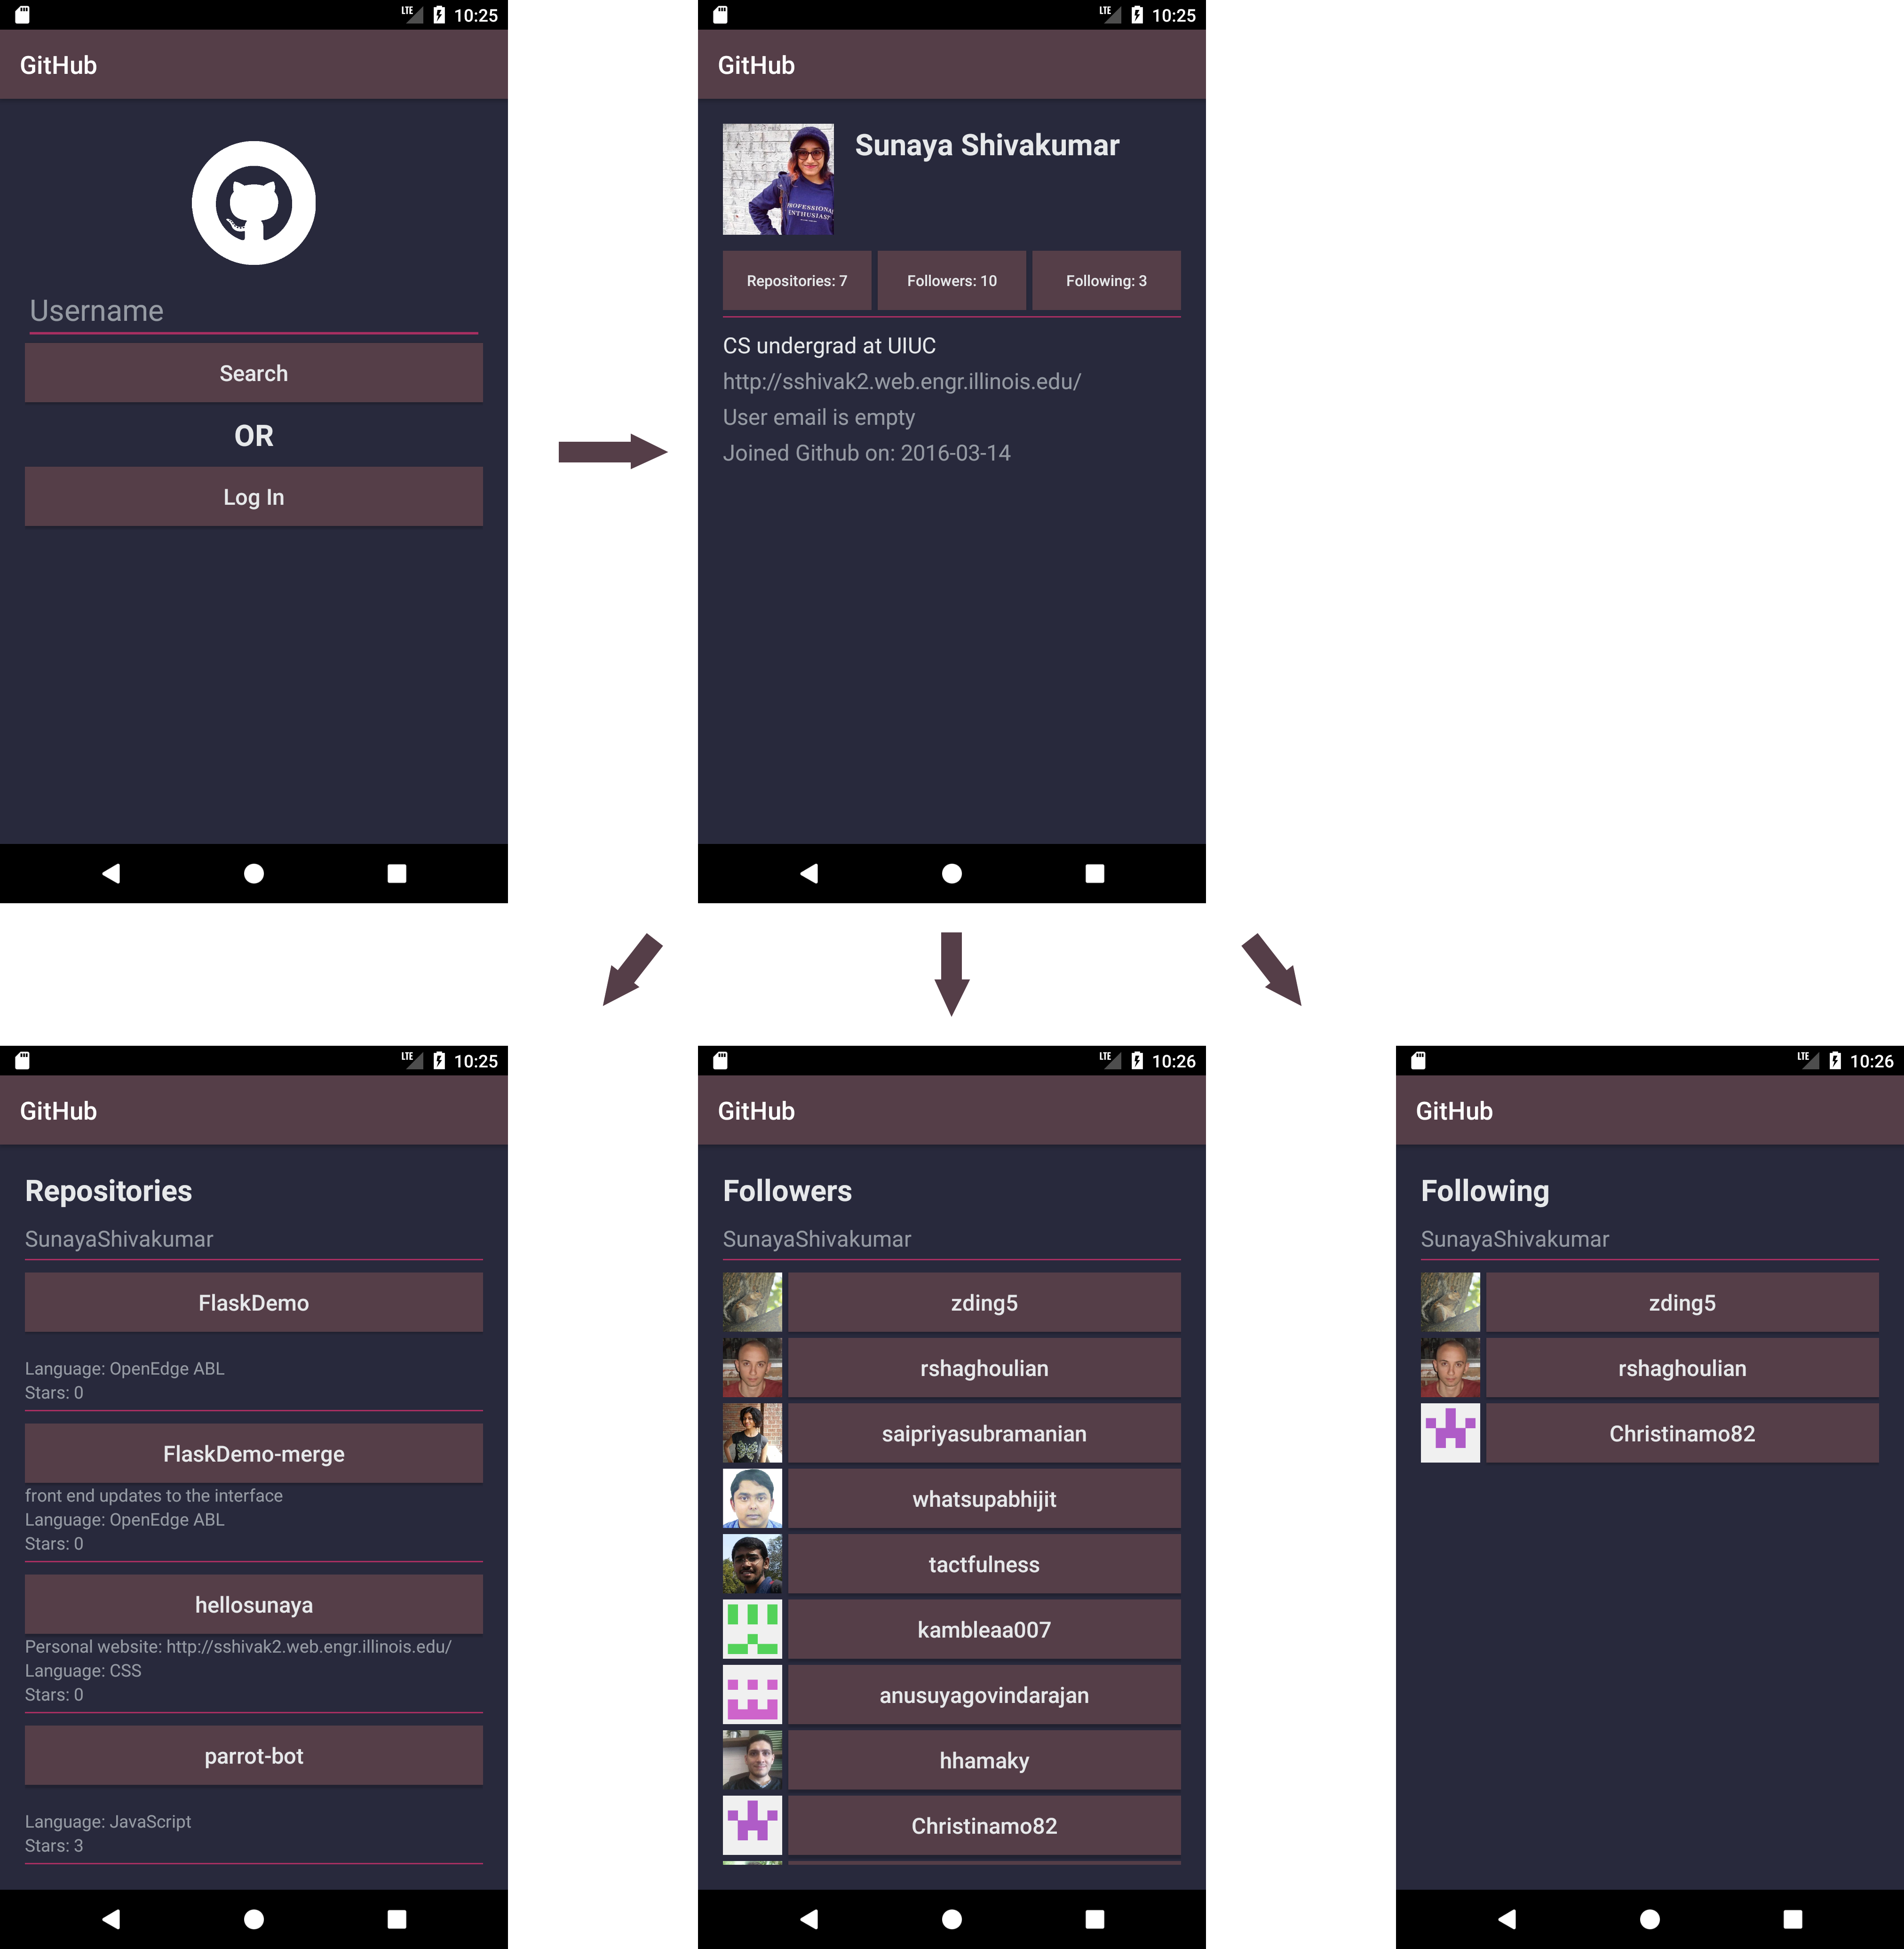 LTE 10:25
GitHub
Username
Search
OR
Log In
LTE 10:25
GitHub
Sunaya Shivakumar
PROFESSIONAL
ENTHUSIAST
Repositories: 7
Followers: 10
Following: 3
CS undergrad at UIUC
http://sshivak2.web.engr.illinois.edu/
User email is empty
Joined Github on: 2016-03-14
LTE 10:25
GitHub
Repositories
SunayaShivakumar
FlaskDemo
Language: OpenEdge ABL
Stars: 0
FlaskDemo-merge
front end updates to the interface
Language: OpenEdge ABL
Stars: 0
hellosunaya
Personal website: http://sshivak2.web.engr.illinois.edu/
Language: CSS
Stars: 0
parrot-bot
Language: JavaScript
Stars: 3
LTE 10:26
GitHub
Followers
SunayaShivakumar
zding5
rshaghoulian
saipriyasubramanian
whatsupabhijit
tactfulness
kambleaa007
anusuyagovindarajan
hhamaky
Christinamo82
LTE 10:26
GitHub
Following
SunayaShivakumar
zding5
rshaghoulian
Christinamo82